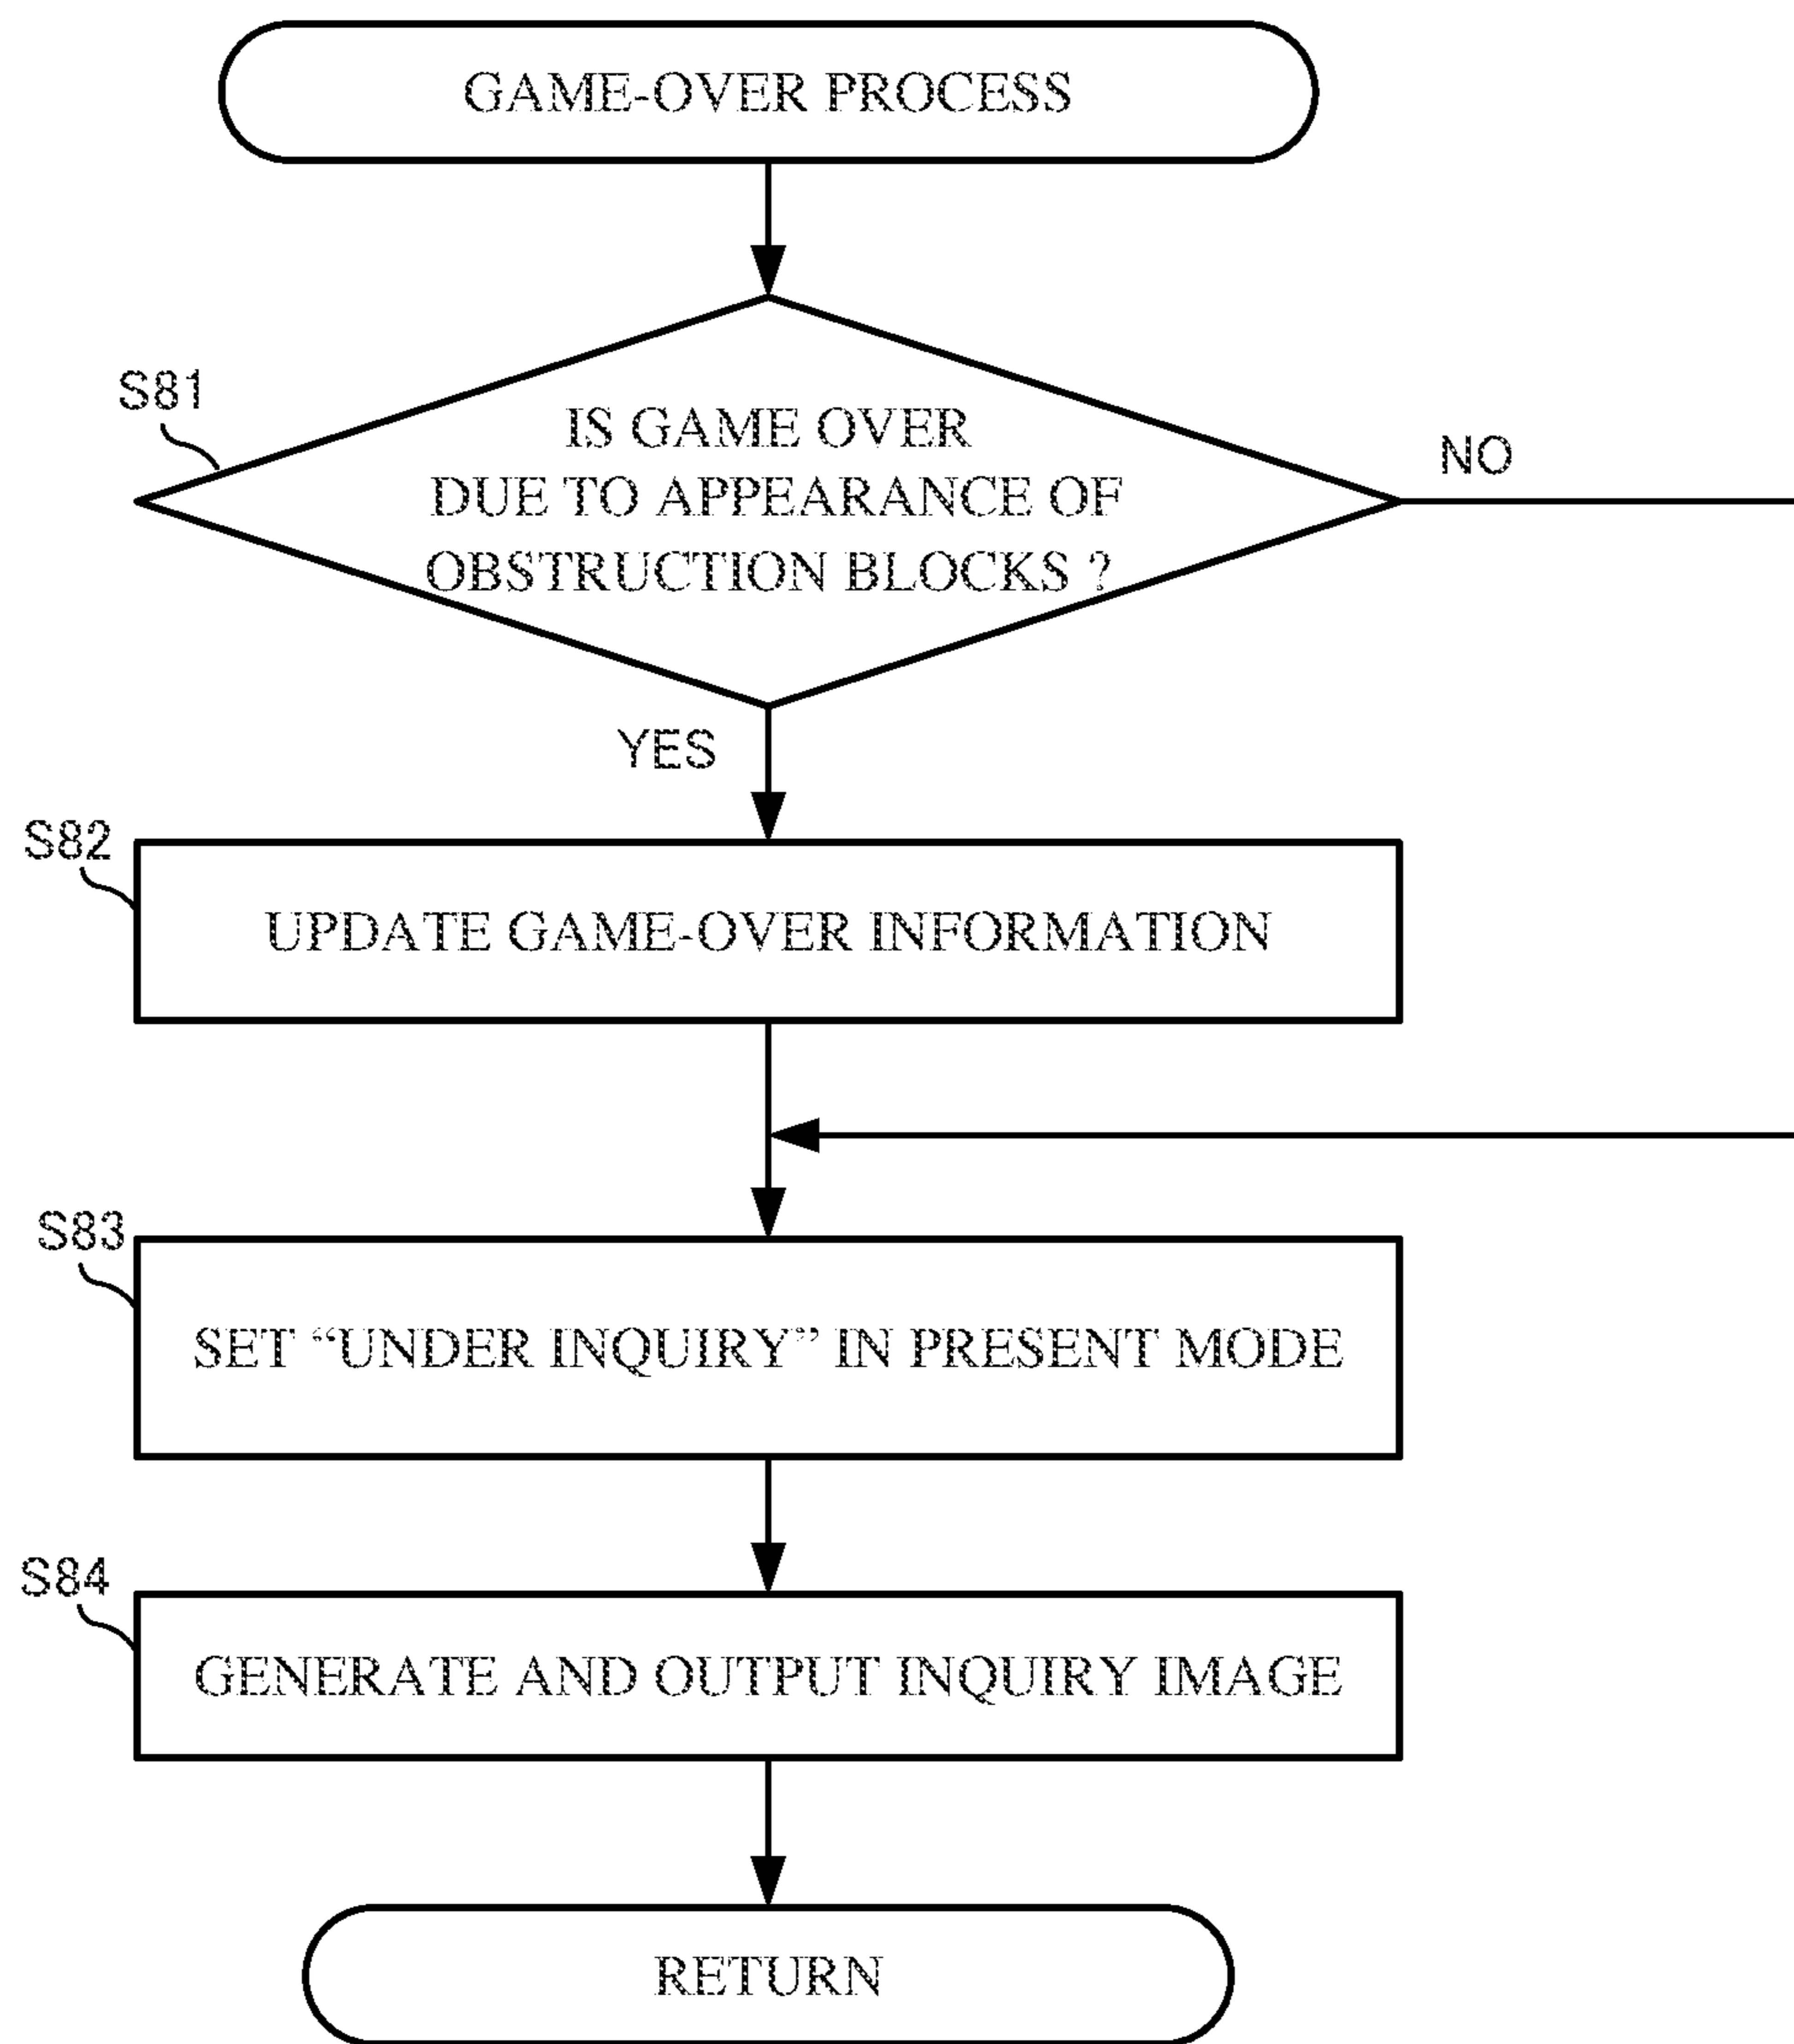 GAME-OVER PROCESS
S81
IS GAME OVER
DUE TO APPEARANCE OF
OBSTRUCTION BLOCKS ?
NO
YES
S82
UPDATE GAME-OVER INFORMATION
S83
SET “UNDER INQUIRY” IN PRESENT MODE
S84
GENERATE AND OUTPUT INQUIRY IMAGE
RETURN